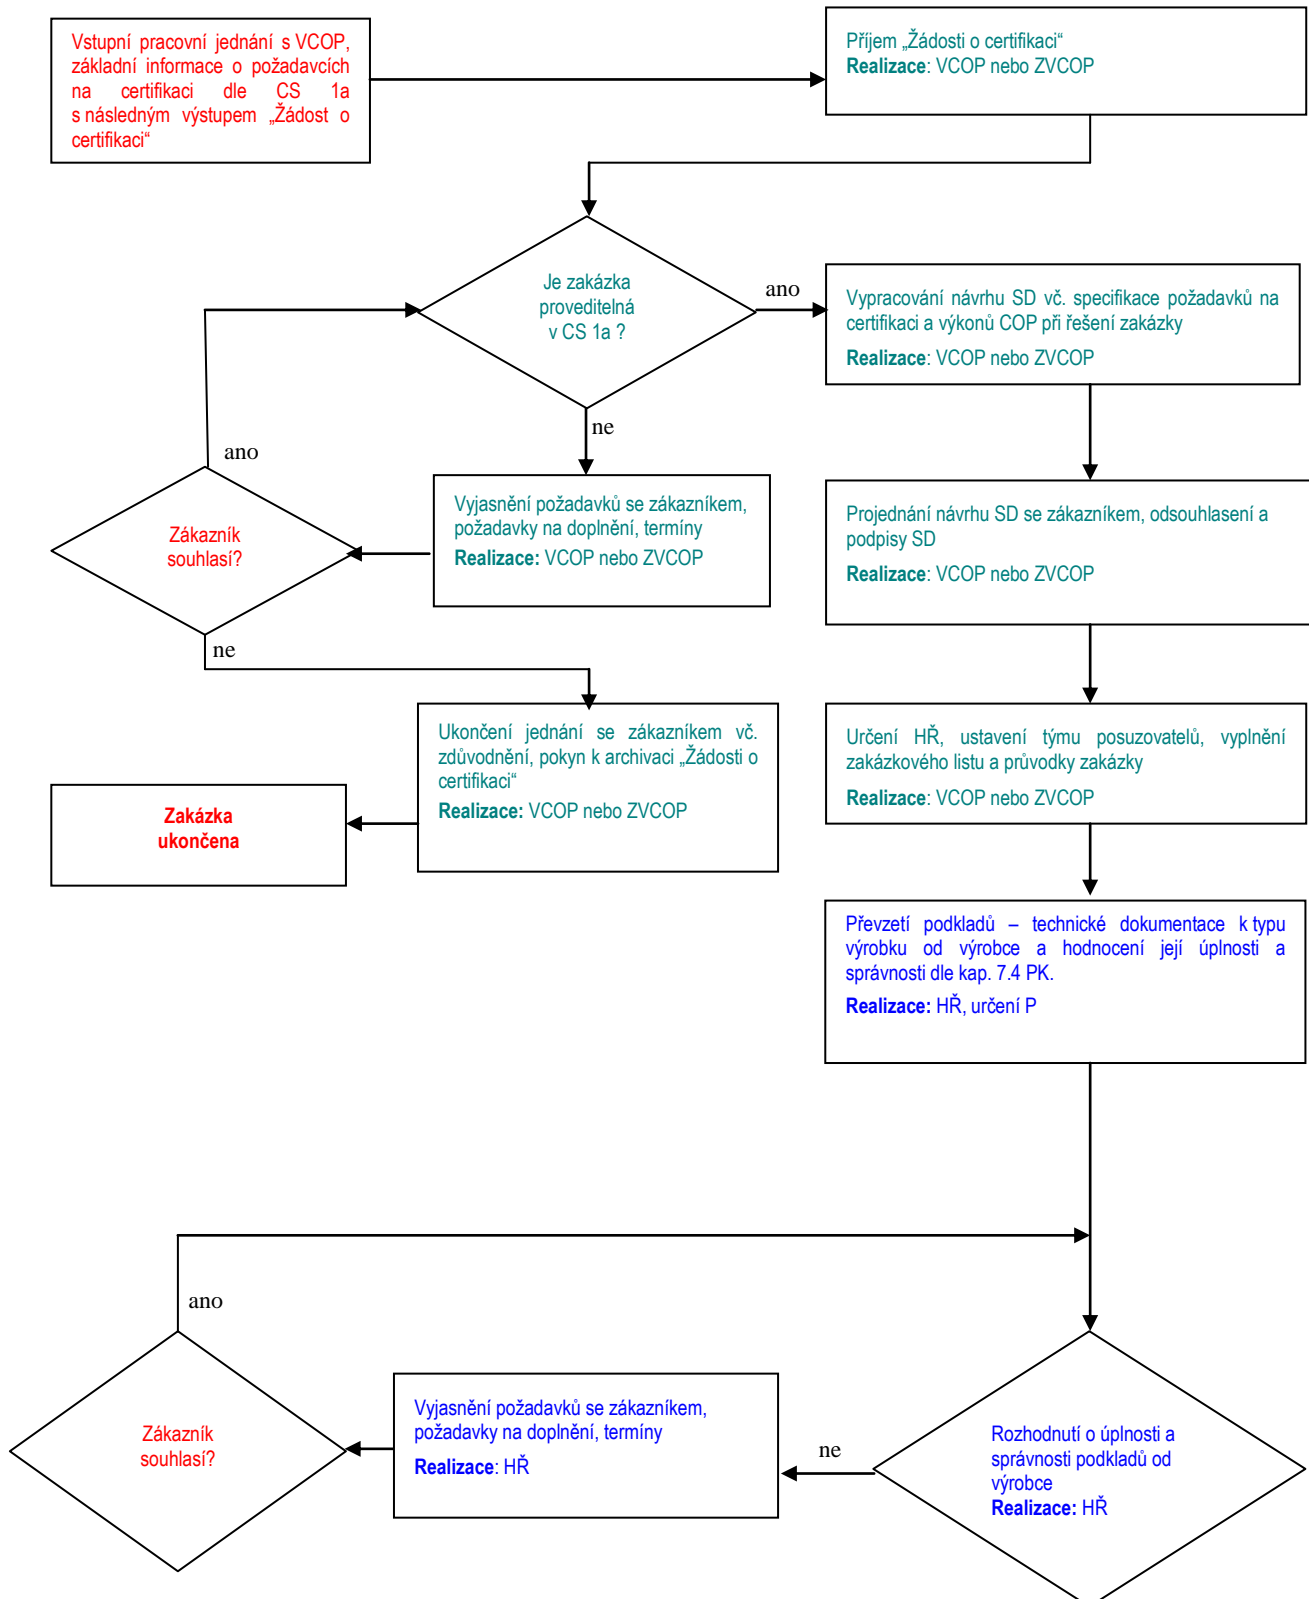 Vstupní pracovní jednání s VCOP,
základní informace o požadavcích
na certifikaci dle CS 1a
s následným výstupem „Žádost o
certifikaci“
Příjem „Žádosti o certifikaci“
Realizace: VCOP nebo ZVCOP
Je zakázka
proveditelná
v CS 1a ?
ano
Vypracování návrhu SD vč. specifikace požadavků na
certifikaci a výkonů COP při řešení zakázky
Realizace: VCOP nebo ZVCOP
ne
ano
Zákazník
souhlasí?
Vyjasnění požadavků se zákazníkem,
požadavky na doplnění, termíny
Realizace: VCOP nebo ZVCOP
Projednání návrhu SD se zákazníkem, odsouhlasení a
podpisy SD
Realizace: VCOP nebo ZVCOP
ne
Ukončení jednání se zákazníkem vč.
zdůvodnění, pokyn k archivaci „Žádosti o
certifikaci“
Realizace: VCOP nebo ZVCOP
Určení HŘ, ustavení týmu posuzovatelů, vyplnění
zakázkového listu a průvodky zakázky
Realizace: VCOP nebo ZVCOP
Zakázka
ukončena
Převzetí podkladů – technické dokumentace k typu
výrobku od výrobce a hodnocení její úplnosti a
správnosti dle kap. 7.4 PK.
Realizace: HŘ, určení P
ano
Zákazník
souhlasí?
Vyjasnění požadavků se zákazníkem,
požadavky na doplnění, termíny
Realizace: HŘ
ne
Rozhodnutí o úplnosti a
správnosti podkladů od
výrobce
Realizace: HŘ